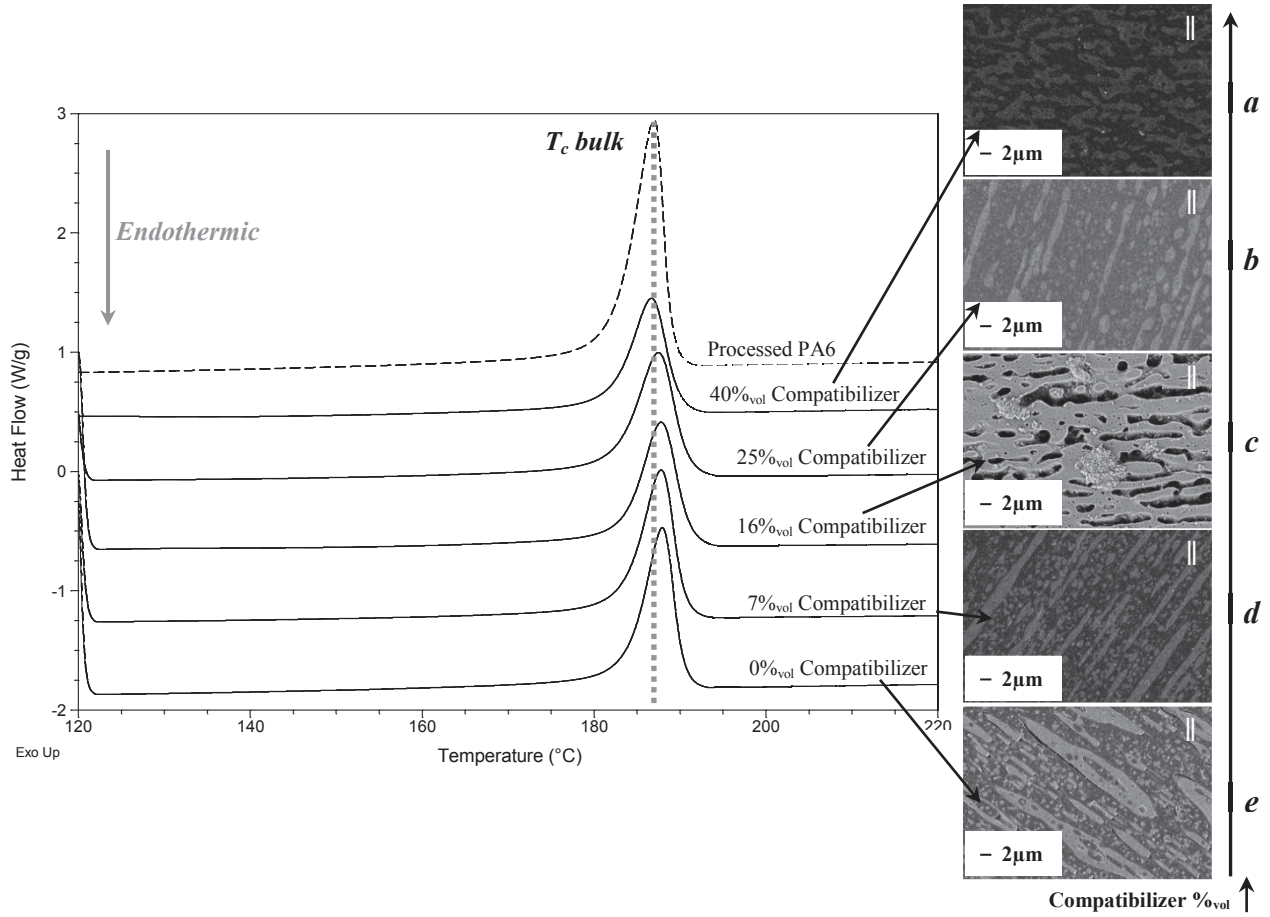 3
2
1
0
-1
-2
Heat Flow (W/g)
Endothermic
T_c bulk
Processed PA6
40%vol Compatibilizer
25%vol Compatibilizer
16%vol Compatibilizer
7%vol Compatibilizer
0%vol Compatibilizer
120
140
160
180
200
220
Exo Up
Temperature (°C)
||
– 2µm
a
||
– 2µm
b
||
– 2µm
c
||
– 2µm
d
||
– 2µm
e
Compatibilizer %vol